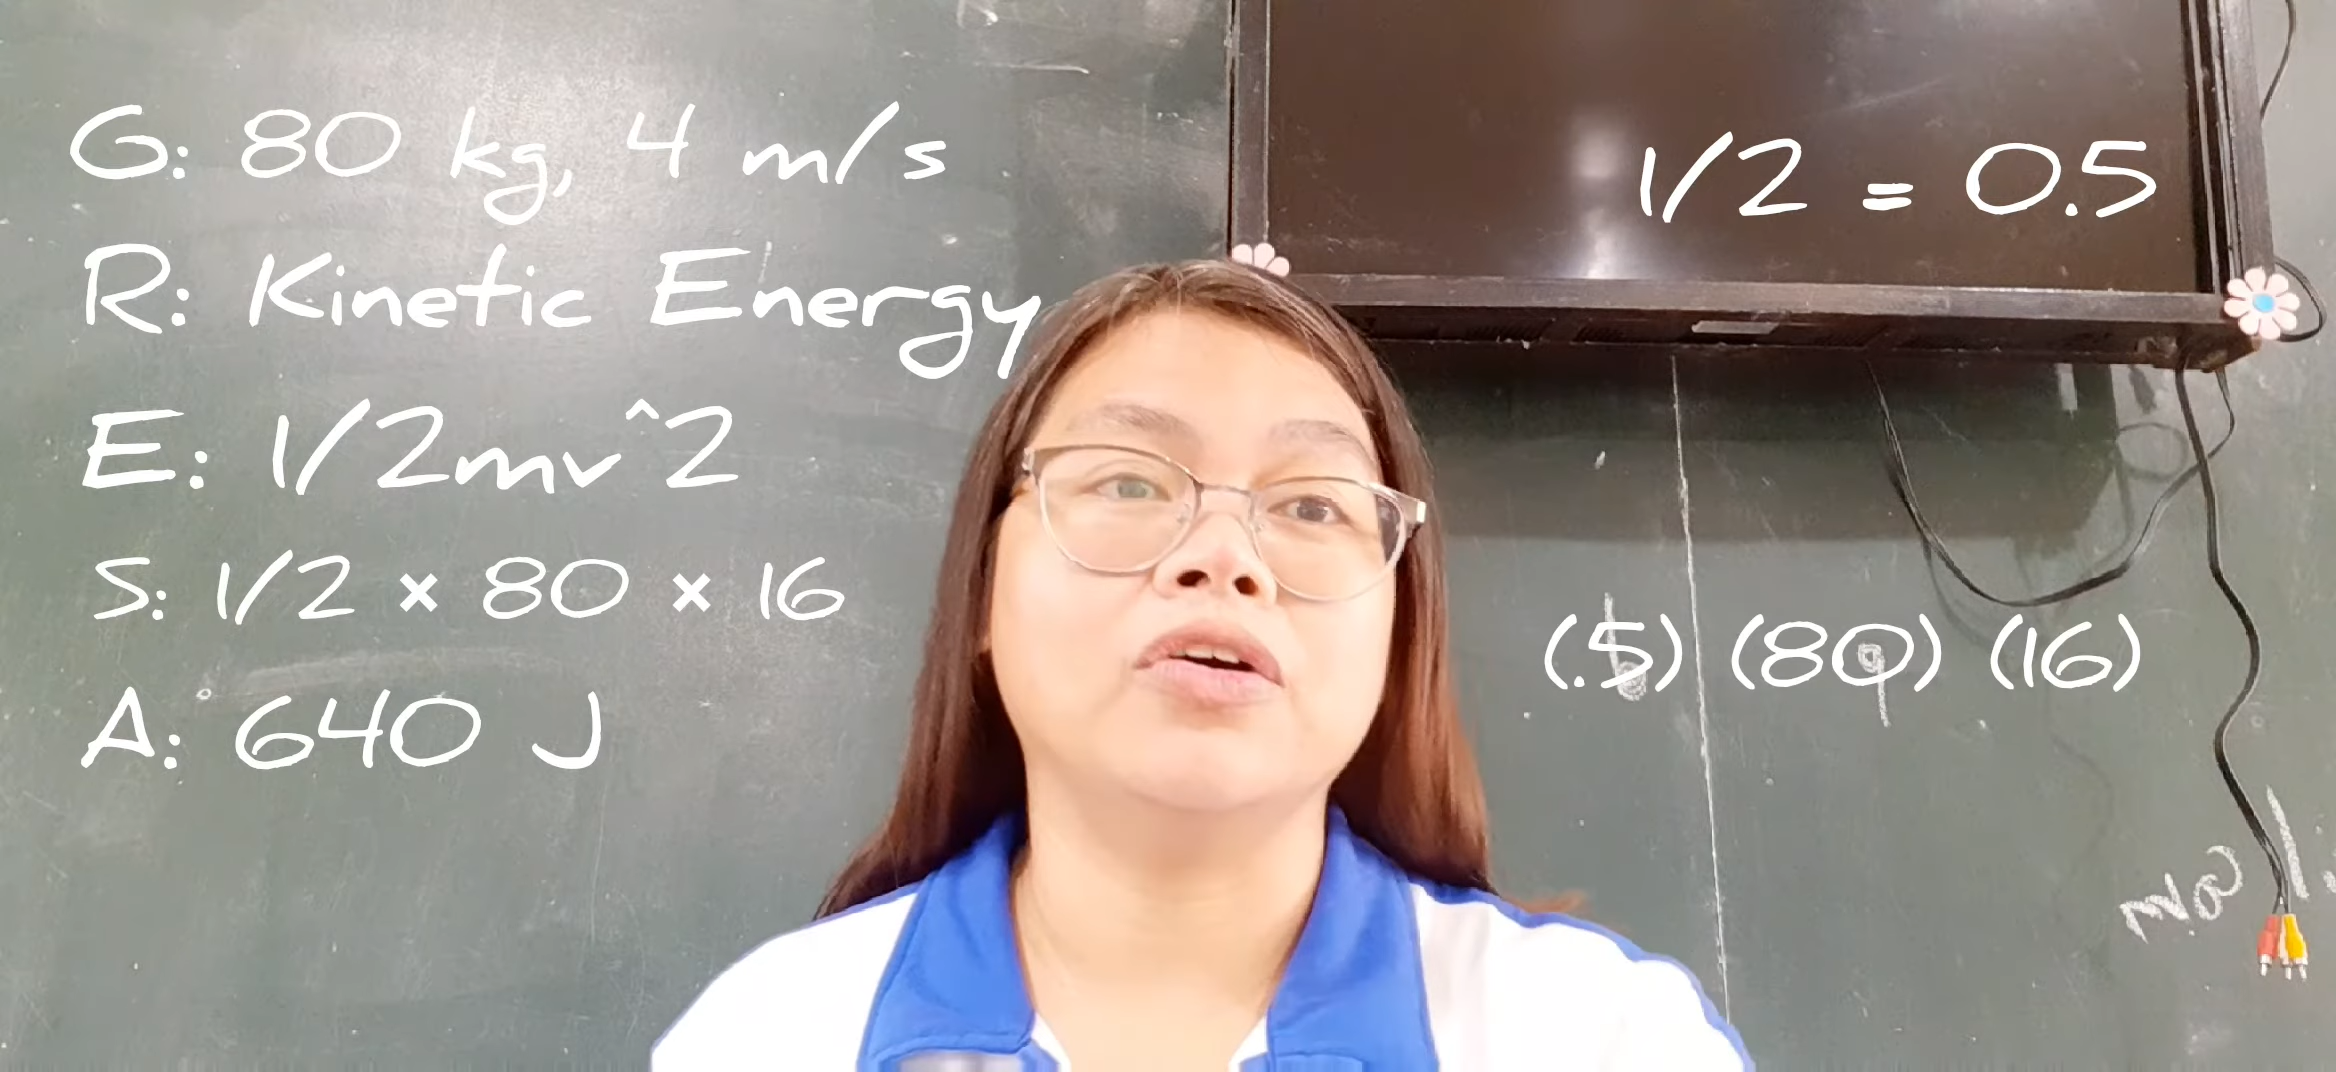 G: 80 kg, 4 m/s
R: Kinetic Energy
E: 1/2mv^2
S: 1/2 × 80 × 16
A: 640 J
1/2 = 0.5
(.5) (80) (16)